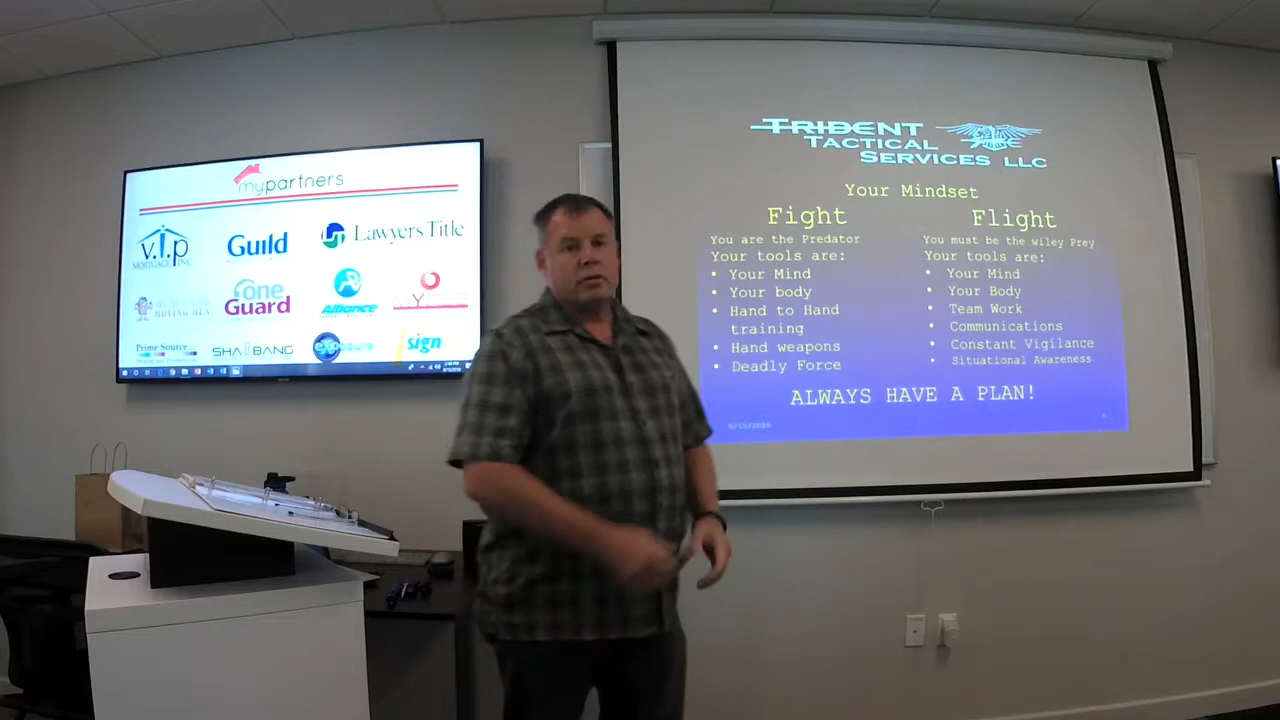 mypartners
v.i.p
MORTGAGE INC
Guild
Lawyers Title
one
Guard
Alliance
MOVING MEN
Prime Source
SHABANG
exposure
sign
TRIDENT
TACTICAL
SERVICES LLC
Your Mindset
Fight
You are the Predator
Your tools are:
• Your Mind
• Your body
• Hand to Hand
training
• Hand weapons
• Deadly Force
Flight
You must be the wiley Prey
Your tools are:
• Your Mind
• Your Body
• Team Work
• Communications
• Constant Vigilance
• Situational Awareness
ALWAYS HAVE A PLAN!